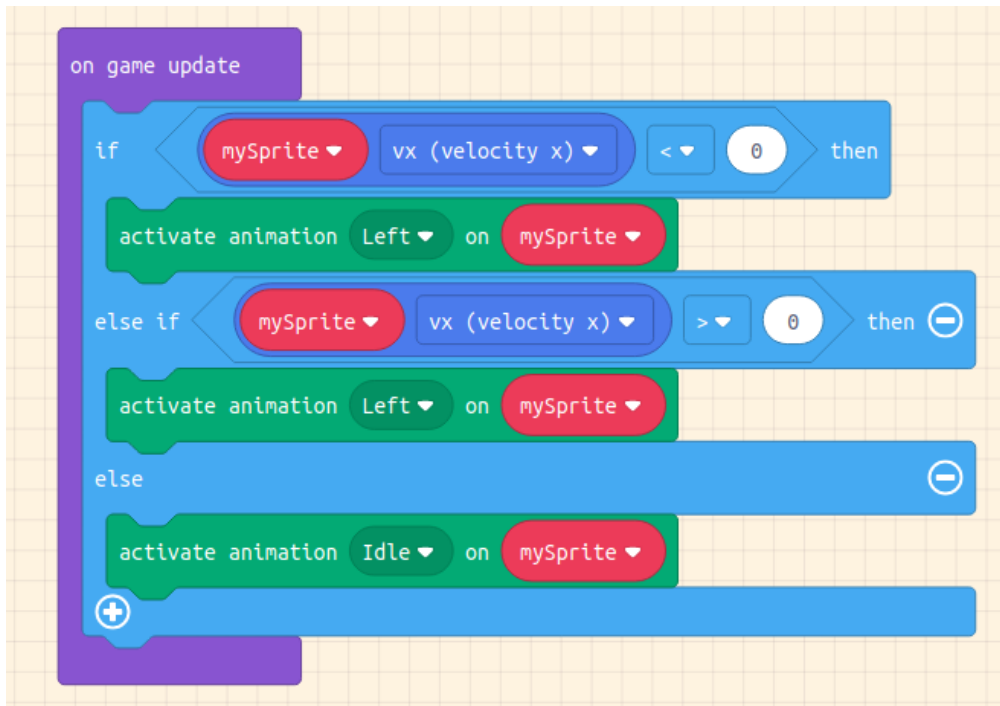 on game update
if mySprite vx (velocity x) < 0 then
activate animation Left on mySprite
else if mySprite vx (velocity x) > 0 then
activate animation Left on mySprite
else
activate animation Idle on mySprite